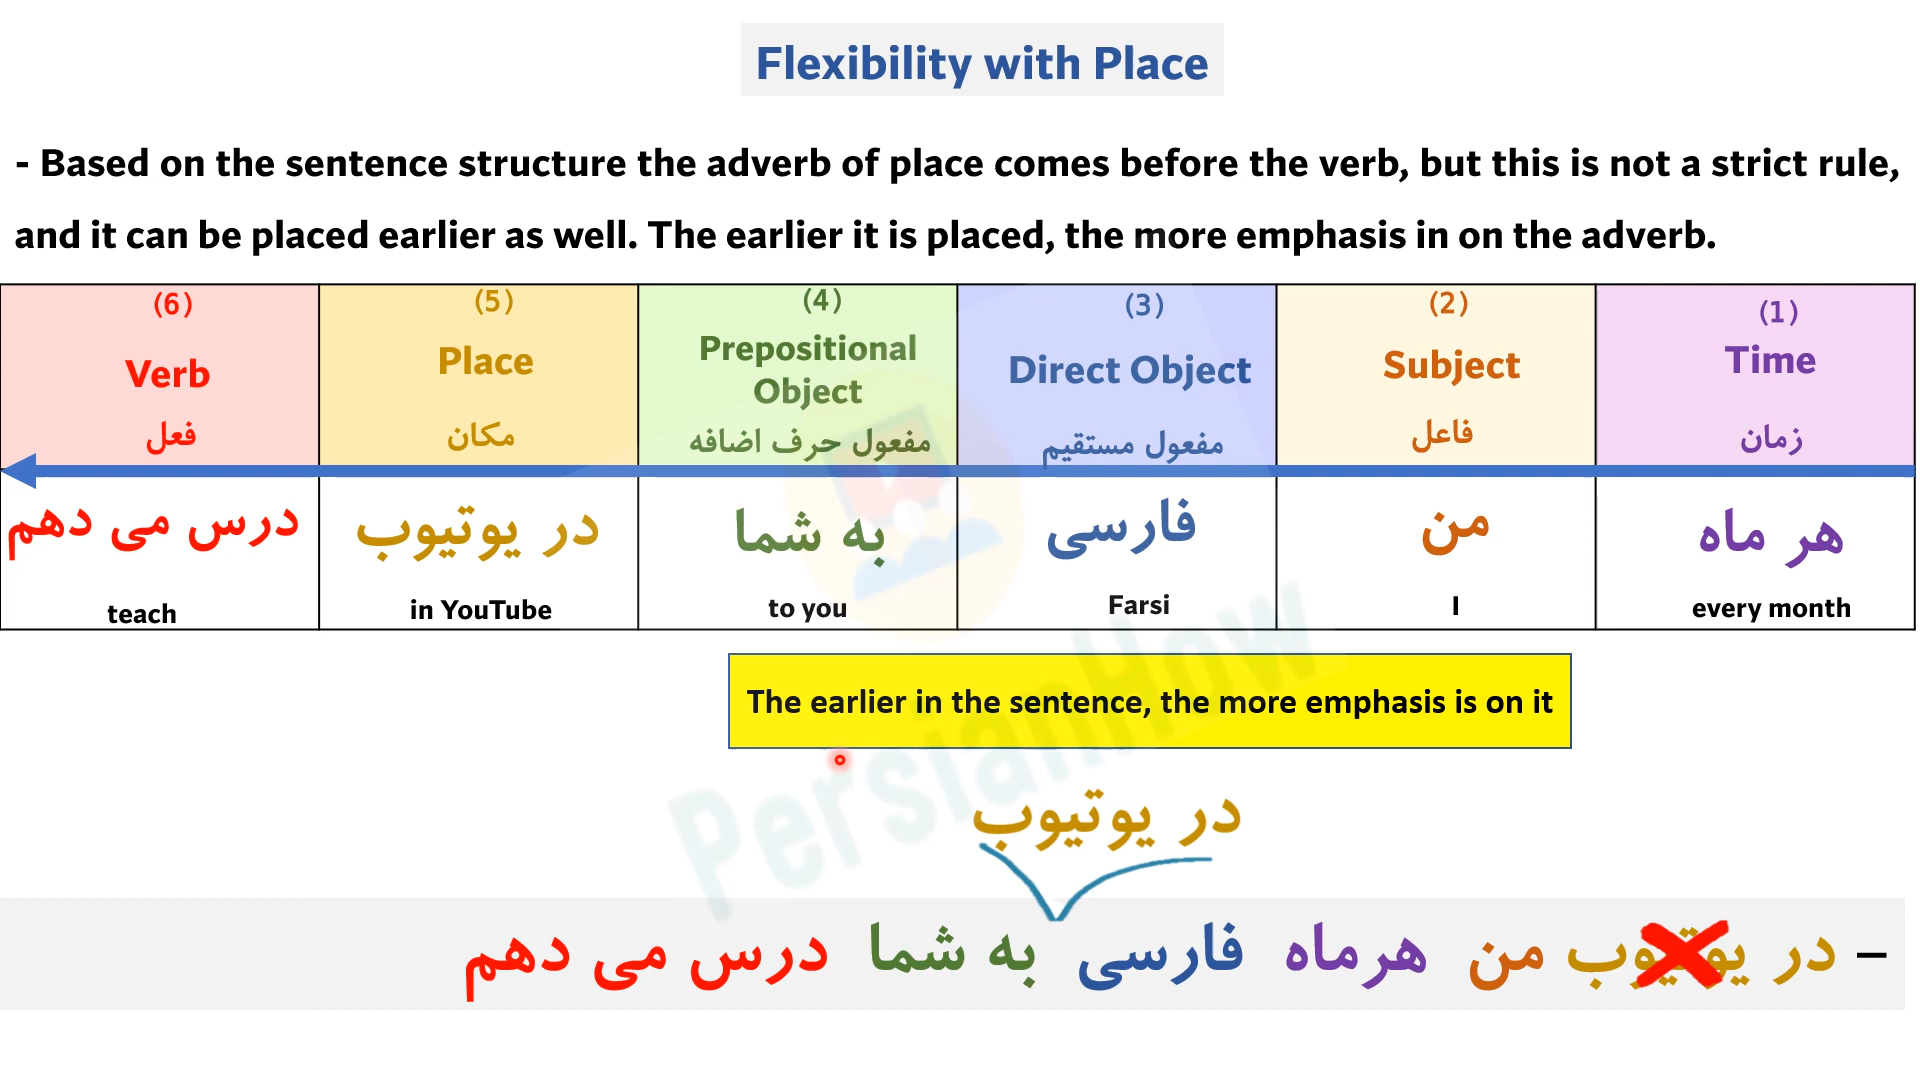 Flexibility with Place
- Based on the sentence structure the adverb of place comes before the verb, but this is not a strict rule,
and it can be placed earlier as well. The earlier it is placed, the more emphasis in on the adverb.
(1) (2) (3) (4) (5) (6)
Time Subject Direct Object Prepositional Object Place Verb
زمان فاعل مفعول مستقیم مفعول حرف اضافه مکان فعل
هر ماه من فارسی به شما در یوتیوب درس می دهم
every month I Farsi to you in YouTube teach
The earlier in the sentence, the more emphasis is on it
در یوتیوب
– در یوتیوب من هرماه فارسی به شما درس می دهم
PersianHow